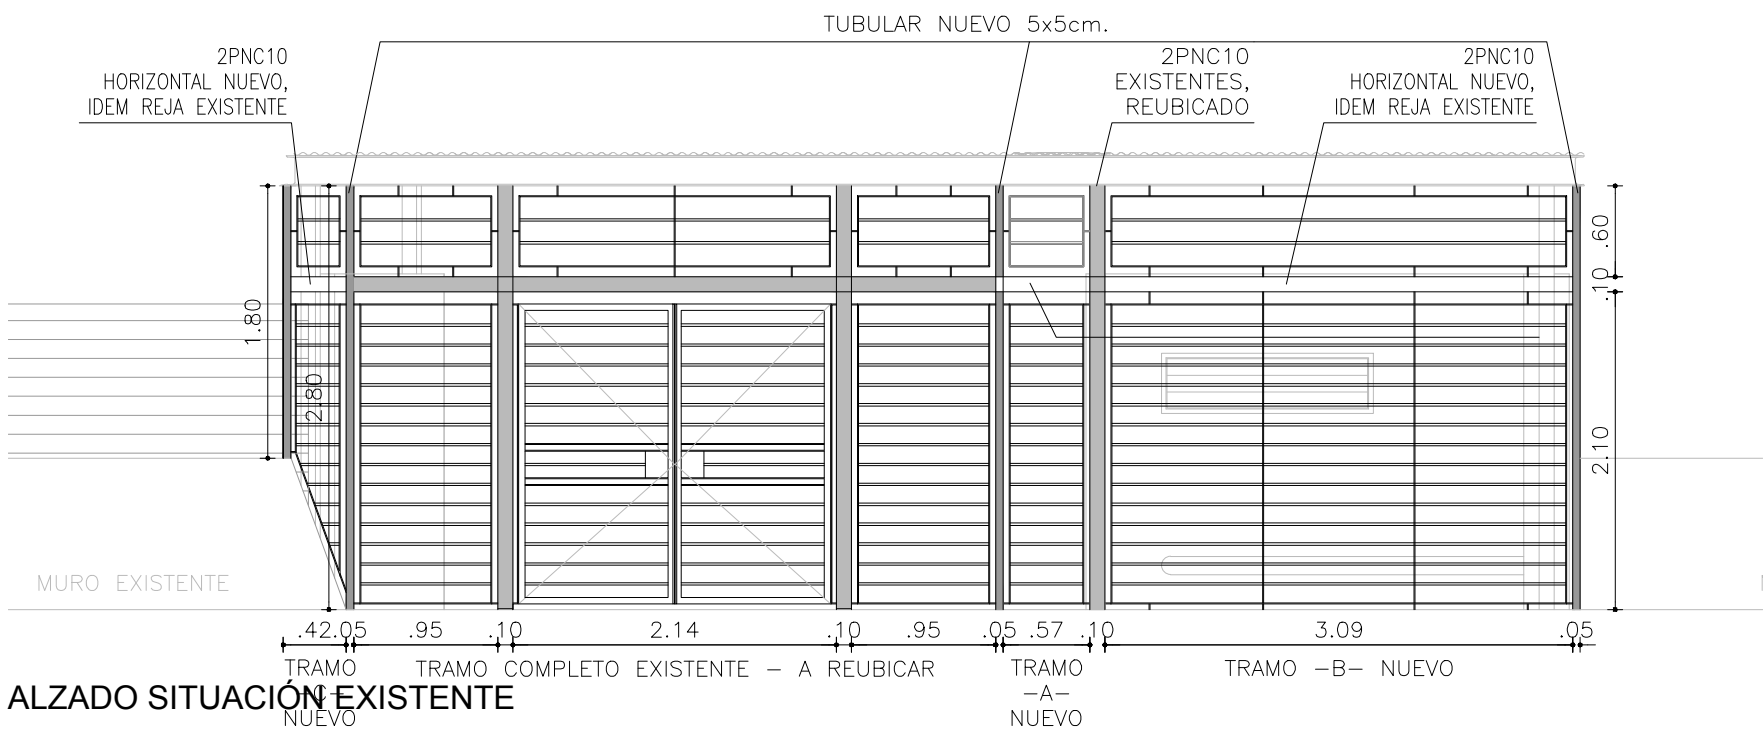 TUBULAR NUEVO 5x5cm.
2PNC10
HORIZONTAL NUEVO,
IDEM REJA EXISTENTE
2PNC10
EXISTENTES,
REUBICADO
2PNC10
HORIZONTAL NUEVO,
IDEM REJA EXISTENTE
1.80
2.80
.60
.10
2.10
MURO EXISTENTE
.42 .05 .95 .10 2.14 .10 .95 .05 .57 .10 3.09 .05
TRAMO
-C-
NUEVO
TRAMO COMPLETO EXISTENTE - A REUBICAR
TRAMO
-A-
NUEVO
TRAMO -B- NUEVO
ALZADO SITUACIÓN EXISTENTE